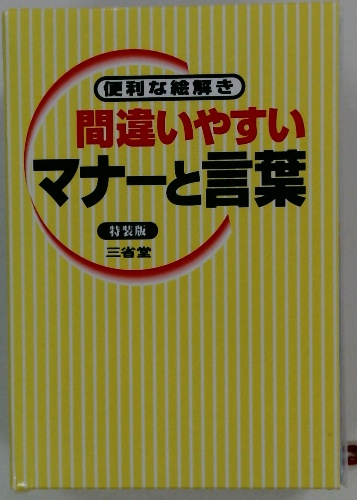 便利な絵解き
間違いやすい
マナーと言葉
特装版
三省堂